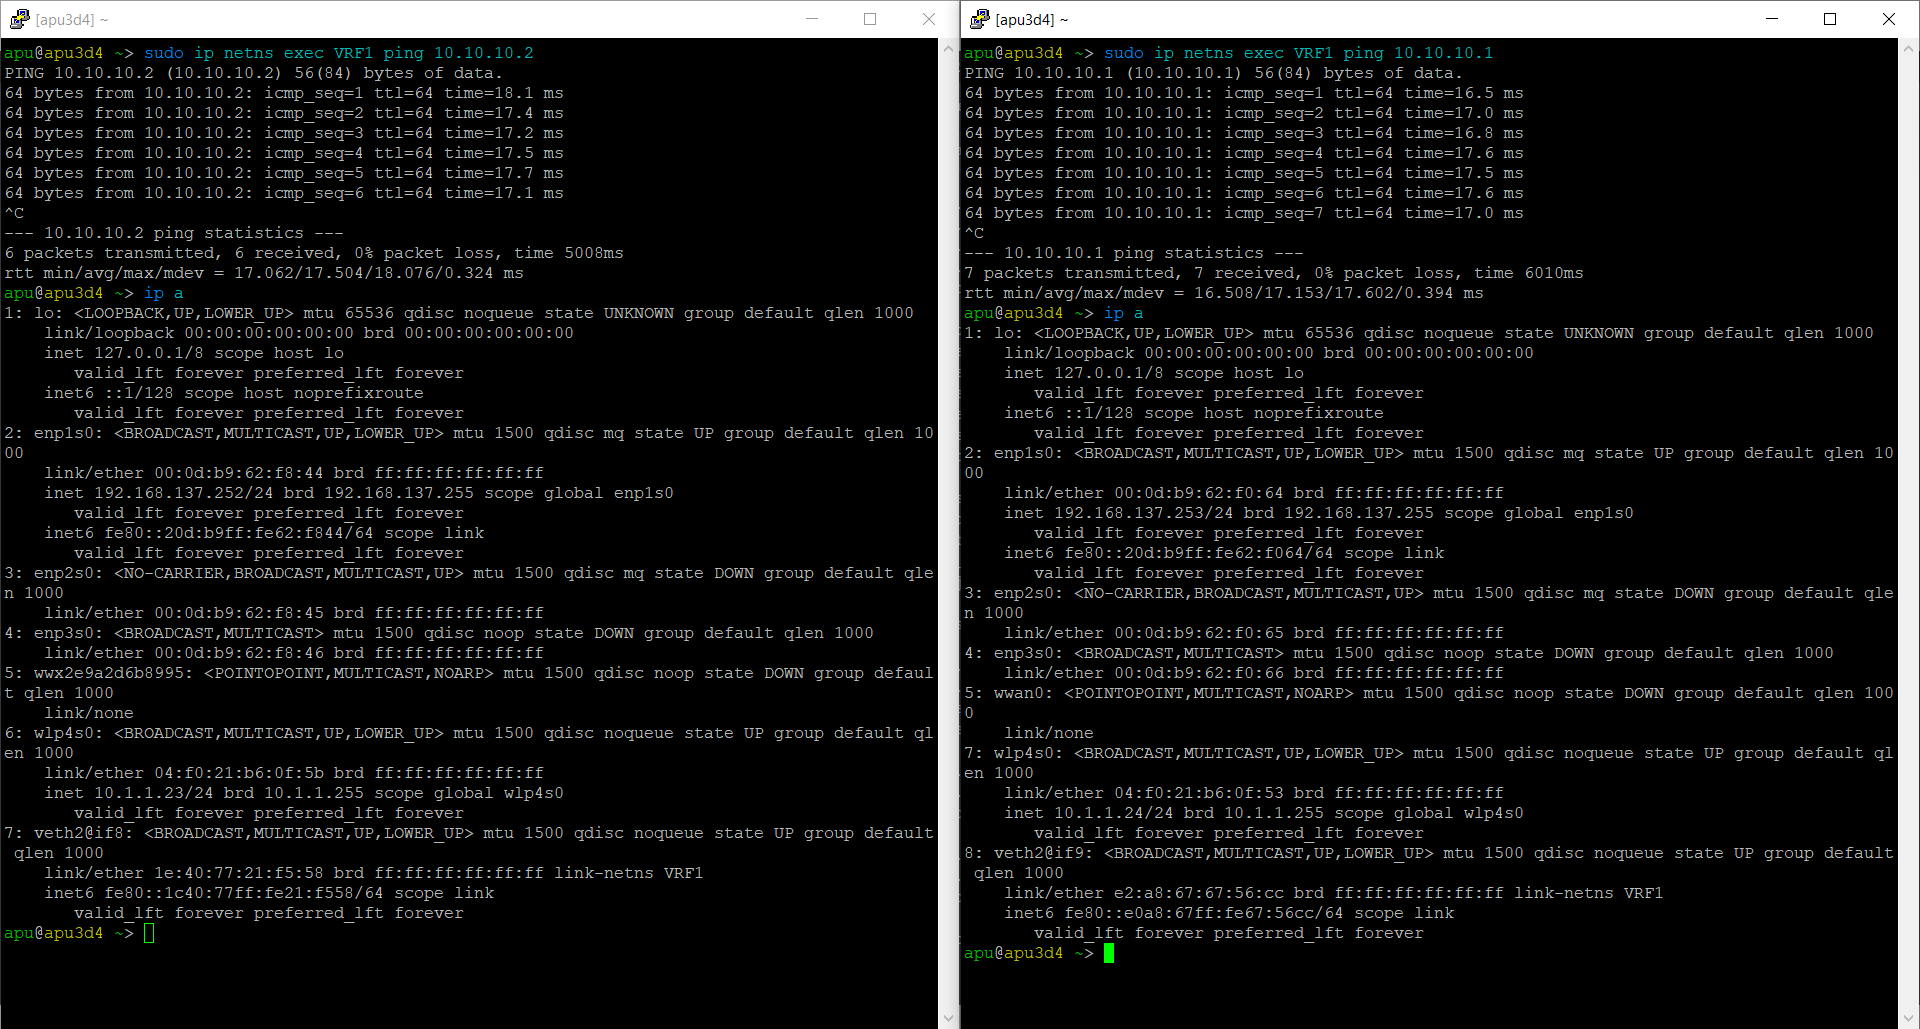 [apu3d4] ~
apu@apu3d4 ~> sudo ip netns exec VRF1 ping 10.10.10.2
PING 10.10.10.2 (10.10.10.2) 56(84) bytes of data.
64 bytes from 10.10.10.2: icmp_seq=1 ttl=64 time=18.1 ms
64 bytes from 10.10.10.2: icmp_seq=2 ttl=64 time=17.4 ms
64 bytes from 10.10.10.2: icmp_seq=3 ttl=64 time=17.2 ms
64 bytes from 10.10.10.2: icmp_seq=4 ttl=64 time=17.5 ms
64 bytes from 10.10.10.2: icmp_seq=5 ttl=64 time=17.7 ms
64 bytes from 10.10.10.2: icmp_seq=6 ttl=64 time=17.1 ms
^C
--- 10.10.10.2 ping statistics ---
6 packets transmitted, 6 received, 0% packet loss, time 5008ms
rtt min/avg/max/mdev = 17.062/17.504/18.076/0.324 ms
apu@apu3d4 ~> ip a
1: lo: <LOOPBACK,UP,LOWER_UP> mtu 65536 qdisc noqueue state UNKNOWN group default qlen 1000
    link/loopback 00:00:00:00:00:00 brd 00:00:00:00:00:00
    inet 127.0.0.1/8 scope host lo
       valid_lft forever preferred_lft forever
    inet6 ::1/128 scope host noprefixroute
       valid_lft forever preferred_lft forever
2: enp1s0: <BROADCAST,MULTICAST,UP,LOWER_UP> mtu 1500 qdisc mq state UP group default qlen 10
00
    link/ether 00:0d:b9:62:f8:44 brd ff:ff:ff:ff:ff:ff
    inet 192.168.137.252/24 brd 192.168.137.255 scope global enp1s0
       valid_lft forever preferred_lft forever
    inet6 fe80::20d:b9ff:fe62:f844/64 scope link
       valid_lft forever preferred_lft forever
3: enp2s0: <NO-CARRIER,BROADCAST,MULTICAST,UP> mtu 1500 qdisc mq state DOWN group default qle
n 1000
    link/ether 00:0d:b9:62:f8:45 brd ff:ff:ff:ff:ff:ff
4: enp3s0: <BROADCAST,MULTICAST> mtu 1500 qdisc noop state DOWN group default qlen 1000
    link/ether 00:0d:b9:62:f8:46 brd ff:ff:ff:ff:ff:ff
5: wwx2e9a2d6b8995: <POINTOPOINT,MULTICAST,NOARP> mtu 1500 qdisc noop state DOWN group defaul
t qlen 1000
    link/none
6: wlp4s0: <BROADCAST,MULTICAST,UP,LOWER_UP> mtu 1500 qdisc noqueue state UP group default ql
en 1000
    link/ether 04:f0:21:b6:0f:5b brd ff:ff:ff:ff:ff:ff
    inet 10.1.1.23/24 brd 10.1.1.255 scope global wlp4s0
       valid_lft forever preferred_lft forever
7: veth2@if8: <BROADCAST,MULTICAST,UP,LOWER_UP> mtu 1500 qdisc noqueue state UP group default
 qlen 1000
    link/ether 1e:40:77:21:f5:58 brd ff:ff:ff:ff:ff:ff link-netns VRF1
    inet6 fe80::1c40:77ff:fe21:f558/64 scope link
       valid_lft forever preferred_lft forever
apu@apu3d4 ~>
[apu3d4] ~
apu@apu3d4 ~> sudo ip netns exec VRF1 ping 10.10.10.1
PING 10.10.10.1 (10.10.10.1) 56(84) bytes of data.
64 bytes from 10.10.10.1: icmp_seq=1 ttl=64 time=16.5 ms
64 bytes from 10.10.10.1: icmp_seq=2 ttl=64 time=17.0 ms
64 bytes from 10.10.10.1: icmp_seq=3 ttl=64 time=16.8 ms
64 bytes from 10.10.10.1: icmp_seq=4 ttl=64 time=17.6 ms
64 bytes from 10.10.10.1: icmp_seq=5 ttl=64 time=17.5 ms
64 bytes from 10.10.10.1: icmp_seq=6 ttl=64 time=17.6 ms
64 bytes from 10.10.10.1: icmp_seq=7 ttl=64 time=17.0 ms
^C
--- 10.10.10.1 ping statistics ---
7 packets transmitted, 7 received, 0% packet loss, time 6010ms
rtt min/avg/max/mdev = 16.508/17.153/17.602/0.394 ms
apu@apu3d4 ~> ip a
1: lo: <LOOPBACK,UP,LOWER_UP> mtu 65536 qdisc noqueue state UNKNOWN group default qlen 1000
    link/loopback 00:00:00:00:00:00 brd 00:00:00:00:00:00
    inet 127.0.0.1/8 scope host lo
       valid_lft forever preferred_lft forever
    inet6 ::1/128 scope host noprefixroute
       valid_lft forever preferred_lft forever
2: enp1s0: <BROADCAST,MULTICAST,UP,LOWER_UP> mtu 1500 qdisc mq state UP group default qlen 10
00
    link/ether 00:0d:b9:62:f0:64 brd ff:ff:ff:ff:ff:ff
    inet 192.168.137.253/24 brd 192.168.137.255 scope global enp1s0
       valid_lft forever preferred_lft forever
    inet6 fe80::20d:b9ff:fe62:f064/64 scope link
       valid_lft forever preferred_lft forever
3: enp2s0: <NO-CARRIER,BROADCAST,MULTICAST,UP> mtu 1500 qdisc mq state DOWN group default qle
n 1000
    link/ether 00:0d:b9:62:f0:65 brd ff:ff:ff:ff:ff:ff
4: enp3s0: <BROADCAST,MULTICAST> mtu 1500 qdisc noop state DOWN group default qlen 1000
    link/ether 00:0d:b9:62:f0:66 brd ff:ff:ff:ff:ff:ff
5: wwan0: <POINTOPOINT,MULTICAST,NOARP> mtu 1500 qdisc noop state DOWN group default qlen 100
0
    link/none
7: wlp4s0: <BROADCAST,MULTICAST,UP,LOWER_UP> mtu 1500 qdisc noqueue state UP group default ql
en 1000
    link/ether 04:f0:21:b6:0f:53 brd ff:ff:ff:ff:ff:ff
    inet 10.1.1.24/24 brd 10.1.1.255 scope global wlp4s0
       valid_lft forever preferred_lft forever
8: veth2@if9: <BROADCAST,MULTICAST,UP,LOWER_UP> mtu 1500 qdisc noqueue state UP group default
 qlen 1000
    link/ether e2:a8:67:67:56:cc brd ff:ff:ff:ff:ff:ff link-netns VRF1
    inet6 fe80::e0a8:67ff:fe67:56cc/64 scope link
       valid_lft forever preferred_lft forever
apu@apu3d4 ~>